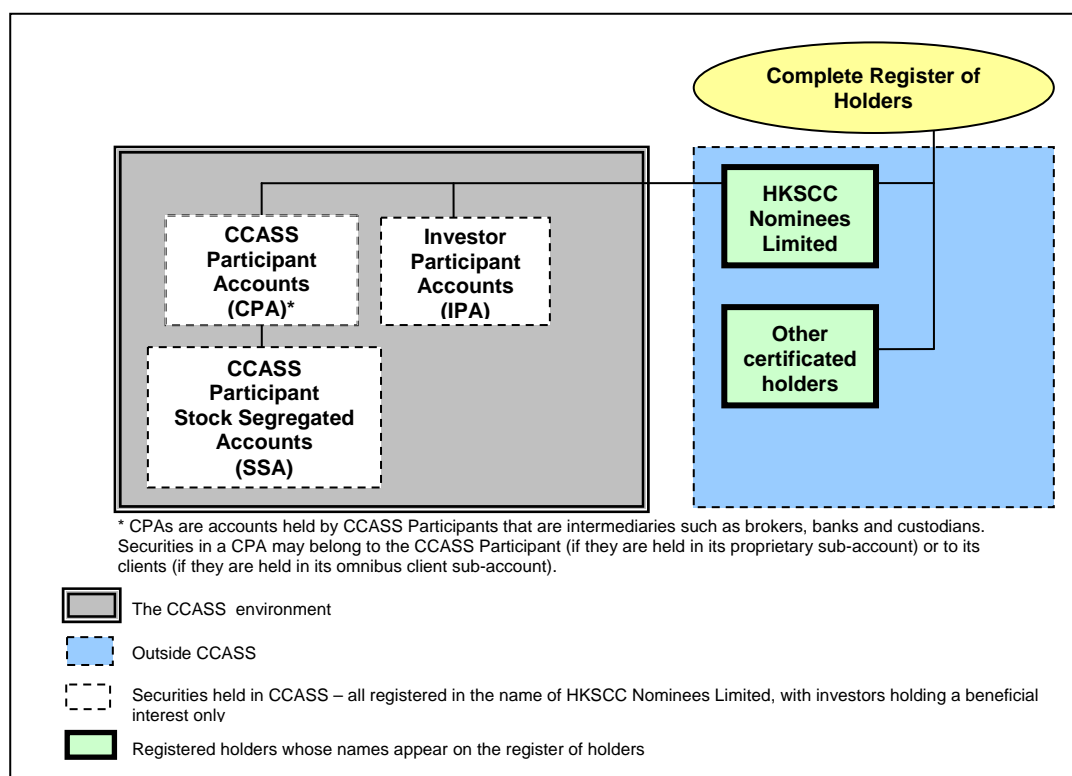 Complete Register of
Holders
HKSCC
Nominees
Limited
CCASS
Participant
Accounts
(CPA)*
Investor
Participant
Accounts
(IPA)
Other
certificated
holders
CCASS
Participant
Stock Segregated
Accounts
(SSA)
* CPAs are accounts held by CCASS Participants that are intermediaries such as brokers, banks and custodians.
Securities in a CPA may belong to the CCASS Participant (if they are held in its proprietary sub-account) or to its
clients (if they are held in its omnibus client sub-account).
The CCASS environment
Outside CCASS
Securities held in CCASS – all registered in the name of HKSCC Nominees Limited, with investors holding a beneficial
interest only
Registered holders whose names appear on the register of holders